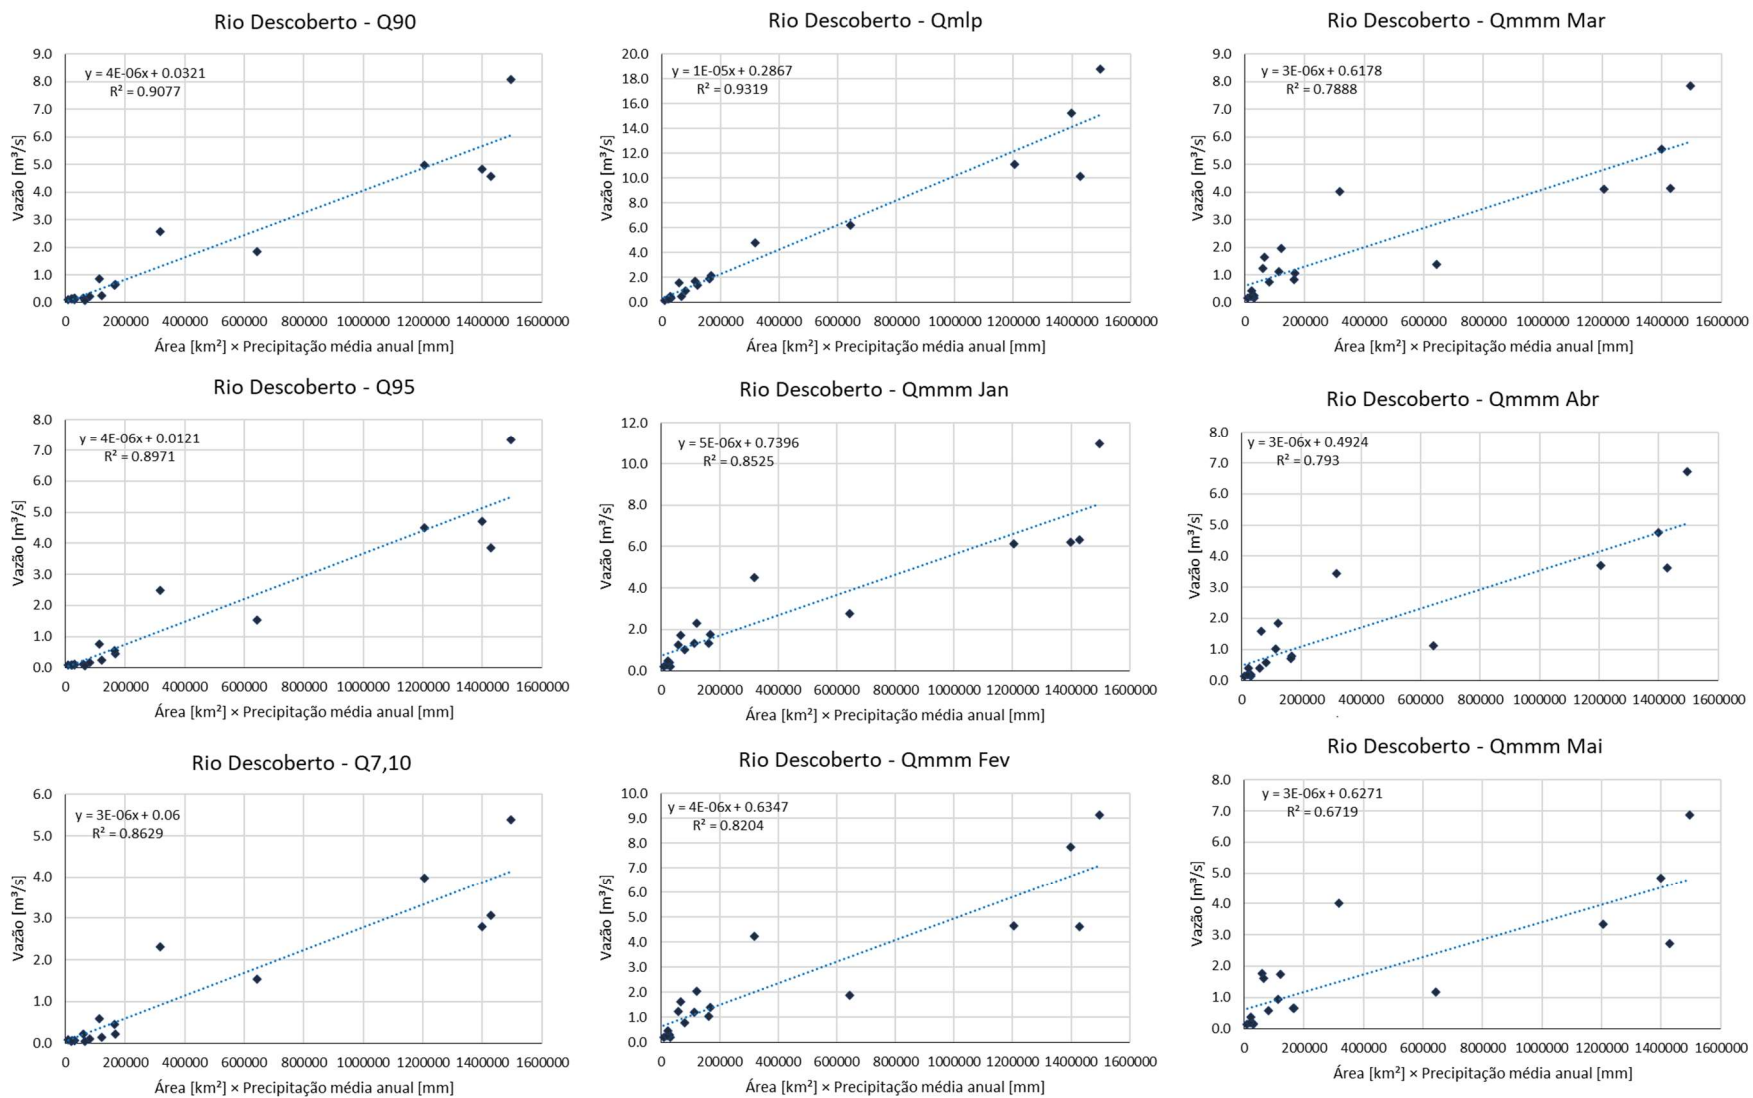 Rio Descoberto - Q90
y = 4E-06x + 0.0321
R² = 0.9077
9.0
8.0
7.0
6.0
5.0
4.0
3.0
2.0
1.0
0.0
0 200000 400000 600000 800000 1000000 1200000 1400000 1600000
Vazão [m³/s]
Área [km²] × Precipitação média anual [mm]
Rio Descoberto - Qmlp
y = 1E-05x + 0.2867
R² = 0.9319
20.0
18.0
16.0
14.0
12.0
10.0
8.0
6.0
4.0
2.0
0.0
0 200000 400000 600000 800000 1000000 1200000 1400000 1600000
Vazão [m³/s]
Área [km²] × Precipitação média anual [mm]
Rio Descoberto - Qmmm Mar
y = 3E-06x + 0.6178
R² = 0.7888
9.0
8.0
7.0
6.0
5.0
4.0
3.0
2.0
1.0
0.0
0 200000 400000 600000 800000 1000000 1200000 1400000 1600000
Vazão [m³/s]
Área [km²] × Precipitação média anual [mm]
Rio Descoberto - Q95
y = 4E-06x + 0.0121
R² = 0.8971
8.0
7.0
6.0
5.0
4.0
3.0
2.0
1.0
0.0
0 200000 400000 600000 800000 1000000 1200000 1400000 1600000
Vazão [m³/s]
Área [km²] × Precipitação média anual [mm]
Rio Descoberto - Qmmm Jan
y = 5E-06x + 0.7396
R² = 0.8525
12.0
10.0
8.0
6.0
4.0
2.0
0.0
0 200000 400000 600000 800000 1000000 1200000 1400000 1600000
Vazão [m³/s]
Área [km²] × Precipitação média anual [mm]
Rio Descoberto - Qmmm Abr
y = 3E-06x + 0.4924
R² = 0.793
8.0
7.0
6.0
5.0
4.0
3.0
2.0
1.0
0.0
0 200000 400000 600000 800000 1000000 1200000 1400000 1600000
Vazão [m³/s]
Área [km²] × Precipitação média anual [mm]
Rio Descoberto - Q7,10
y = 3E-06x + 0.06
R² = 0.8629
6.0
5.0
4.0
3.0
2.0
1.0
0.0
0 200000 400000 600000 800000 1000000 1200000 1400000 1600000
Vazão [m³/s]
Área [km²] × Precipitação média anual [mm]
Rio Descoberto - Qmmm Fev
y = 4E-06x + 0.6347
R² = 0.8204
10.0
9.0
8.0
7.0
6.0
5.0
4.0
3.0
2.0
1.0
0.0
0 200000 400000 600000 800000 1000000 1200000 1400000 1600000
Vazão [m³/s]
Área [km²] × Precipitação média anual [mm]
Rio Descoberto - Qmmm Mai
y = 3E-06x + 0.6271
R² = 0.6719
8.0
7.0
6.0
5.0
4.0
3.0
2.0
1.0
0.0
0 200000 400000 600000 800000 1000000 1200000 1400000 1600000
Vazão [m³/s]
Área [km²] × Precipitação média anual [mm]